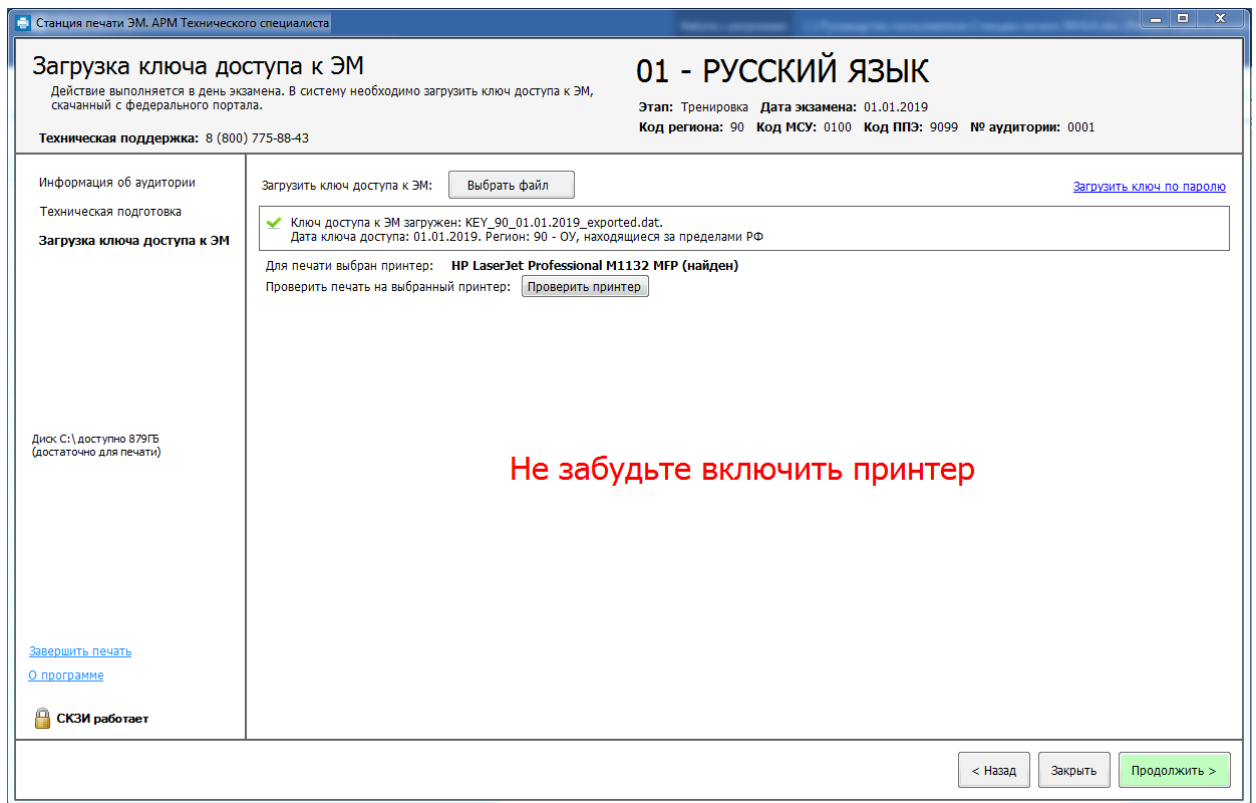 Станция печати ЭМ. АРМ Технического специалиста
Загрузка ключа доступа к ЭМ
Действие выполняется в день экзамена. В систему необходимо загрузить ключ доступа к ЭМ,
скачанный с федерального портала.
Техническая поддержка: 8 (800) 775-88-43
01 - РУССКИЙ ЯЗЫК
Этап: Тренировка Дата экзамена: 01.01.2019
Код региона: 90 Код МСУ: 0100 Код ППЭ: 9099 № аудитории: 0001
Информация об аудитории
Техническая подготовка
Загрузка ключа доступа к ЭМ
Диск C:\ доступно 879ГБ
(достаточно для печати)
Завершить печать
О программе
СКЗИ работает
Загрузить ключ доступа к ЭМ: Выбрать файл Загрузить ключ по паролю
Ключ доступа к ЭМ загружен: KEY_90_01.01.2019_exported.dat.
Дата ключа доступа: 01.01.2019. Регион: 90 - ОУ, находящиеся за пределами РФ
Для печати выбран принтер: HP LaserJet Professional M1132 MFP (найден)
Проверить печать на выбранный принтер: Проверить принтер
Не забудьте включить принтер
< Назад Закрыть Продолжить >